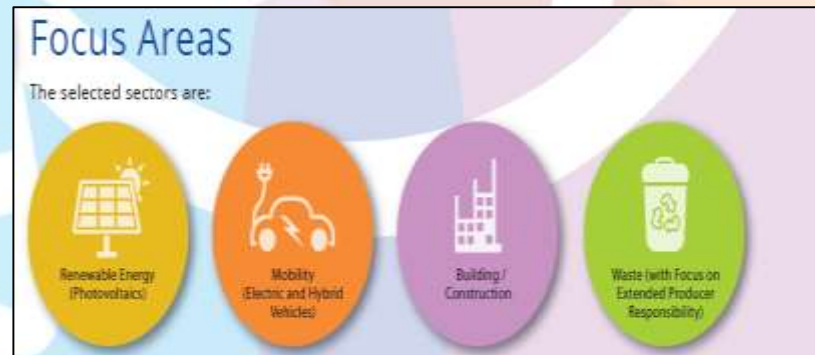 Focus Areas
The selected sectors are:
Renewable Energy
(Photovoltaics)
Mobility
(Electric and Hybrid
Vehicles)
Building /
Construction
Waste (with Focus on
Extended Producer
Responsibility)